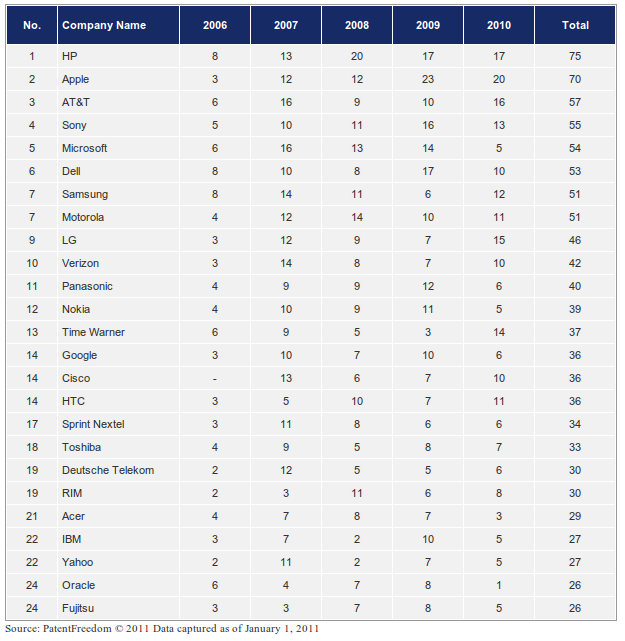 No. Company Name 2006 2007 2008 2009 2010 Total
1 HP 8 13 20 17 17 75
2 Apple 3 12 12 23 20 70
3 AT&T 6 16 9 10 16 57
4 Sony 5 10 11 16 13 55
5 Microsoft 6 16 13 14 5 54
6 Dell 8 10 8 17 10 53
7 Samsung 8 14 11 6 12 51
7 Motorola 4 12 14 10 11 51
9 LG 3 12 9 7 15 46
10 Verizon 3 14 8 7 10 42
11 Panasonic 4 9 9 12 6 40
12 Nokia 4 10 9 11 5 39
13 Time Warner 6 9 5 3 14 37
14 Google 3 10 7 10 6 36
14 Cisco - 13 6 7 10 36
14 HTC 3 5 10 7 11 36
17 Sprint Nextel 3 11 8 6 6 34
18 Toshiba 4 9 5 8 7 33
19 Deutsche Telekom 2 12 5 5 6 30
19 RIM 2 3 11 6 8 30
21 Acer 4 7 8 7 3 29
22 IBM 3 7 2 10 5 27
22 Yahoo 2 11 2 7 5 27
24 Oracle 6 4 7 8 1 26
24 Fujitsu 3 3 7 8 5 26
Source: PatentFreedom © 2011 Data captured as of January 1, 2011